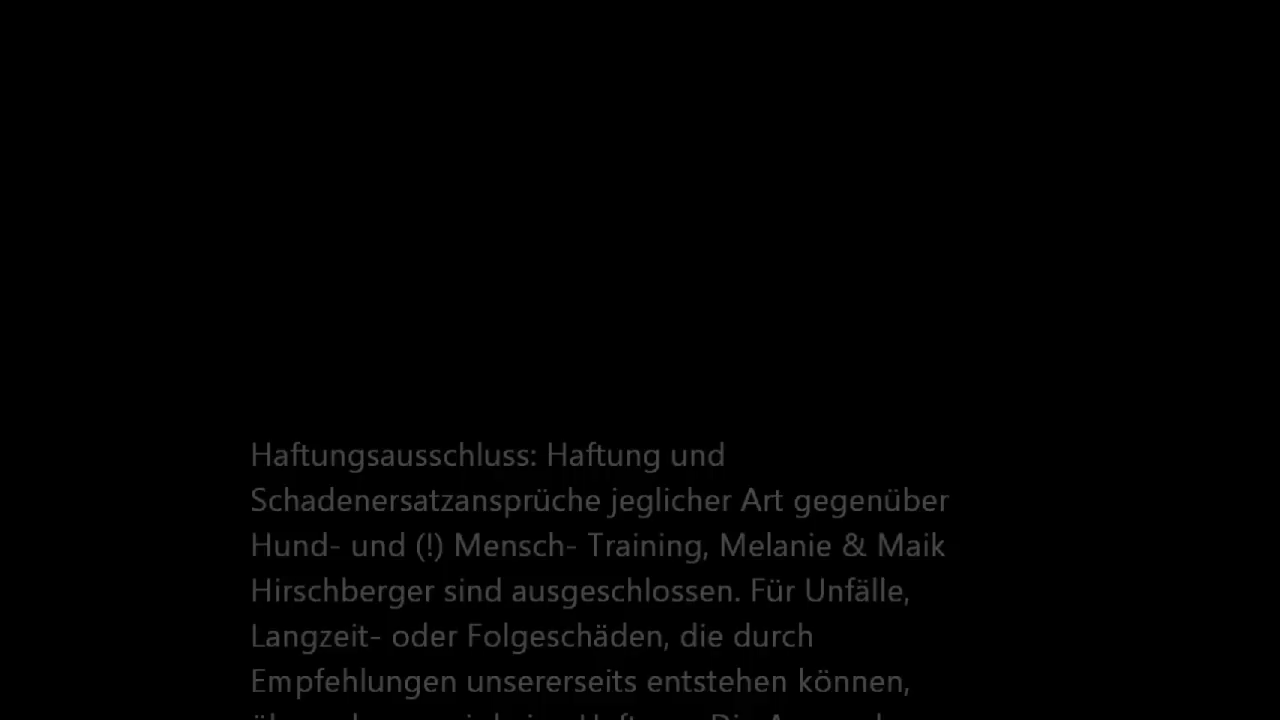 Haftungsausschluss: Haftung und
Schadenersatzansprüche jeglicher Art gegenüber
Hund- und (!) Mensch- Training, Melanie & Maik
Hirschberger sind ausgeschlossen. Für Unfälle,
Langzeit- oder Folgeschäden, die durch
Empfehlungen unsererseits entstehen können,